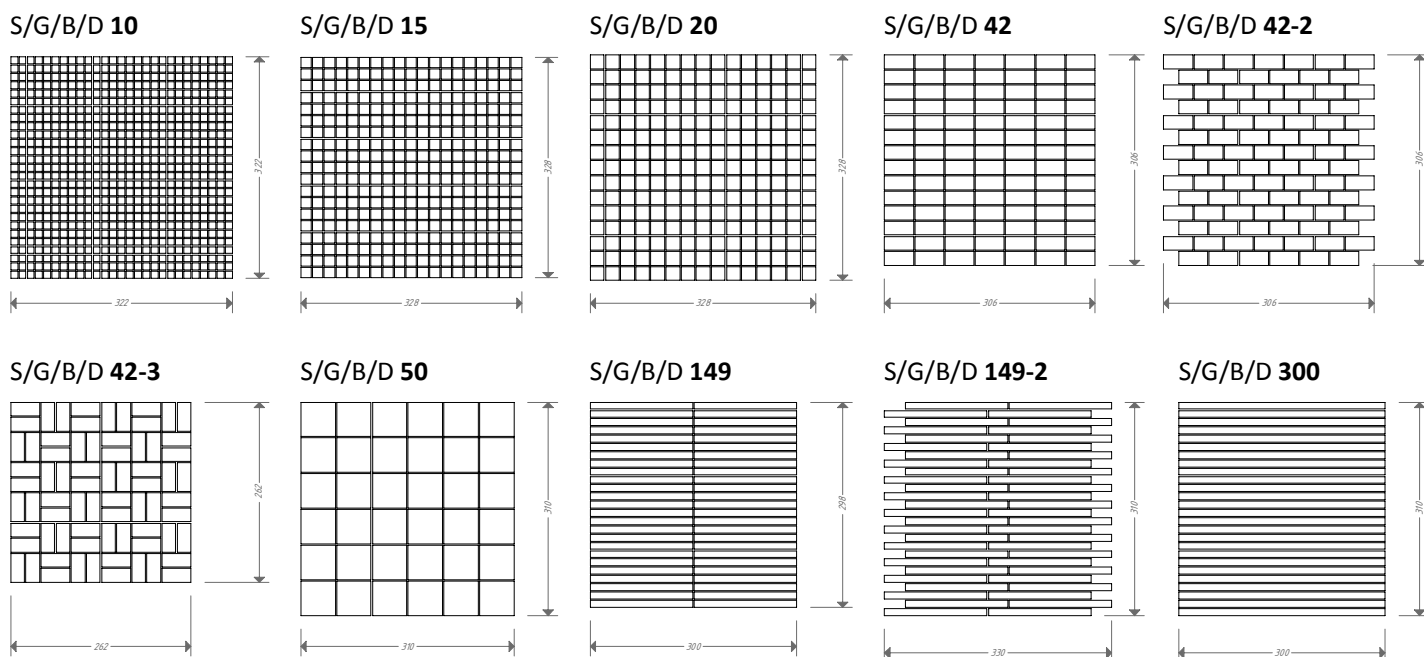 S/G/B/D 10
S/G/B/D 15
S/G/B/D 20
S/G/B/D 42
S/G/B/D 42-2
322
328
328
306
306
322
328
328
306
306
S/G/B/D 42-3
S/G/B/D 50
S/G/B/D 149
S/G/B/D 149-2
S/G/B/D 300
262
310
298
310
310
262
310
300
330
300